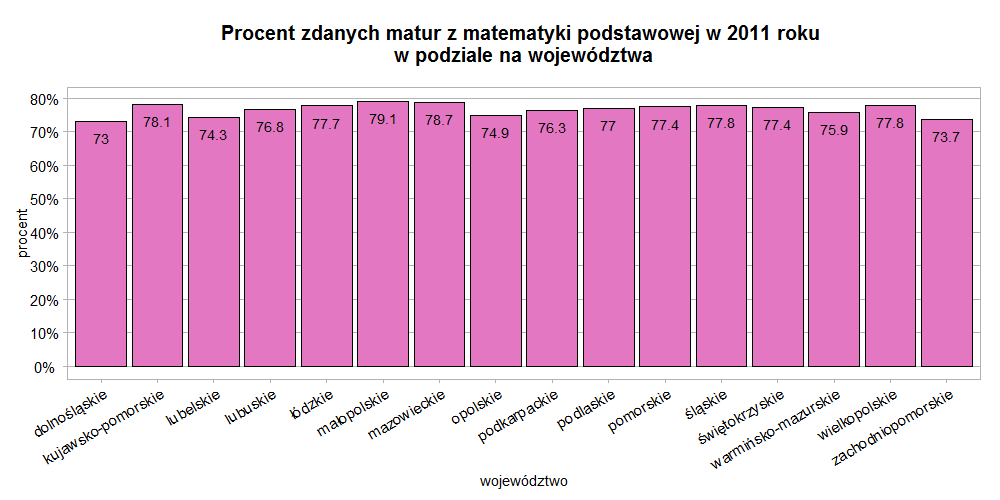 Procent zdanych matur z matematyki podstawowej w 2011 roku
w podziale na województwa
procent
80%
70%
60%
50%
40%
30%
20%
10%
0%
73
78.1
74.3
76.8
77.7
79.1
78.7
74.9
76.3
77
77.4
77.8
77.4
75.9
77.8
73.7
dolnośląskie
kujawsko-pomorskie
lubelskie
lubuskie
łódzkie
małopolskie
mazowieckie
opolskie
podkarpackie
podlaskie
pomorskie
śląskie
świętokrzyskie
warmińsko-mazurskie
wielkopolskie
zachodniopomorskie
województwo